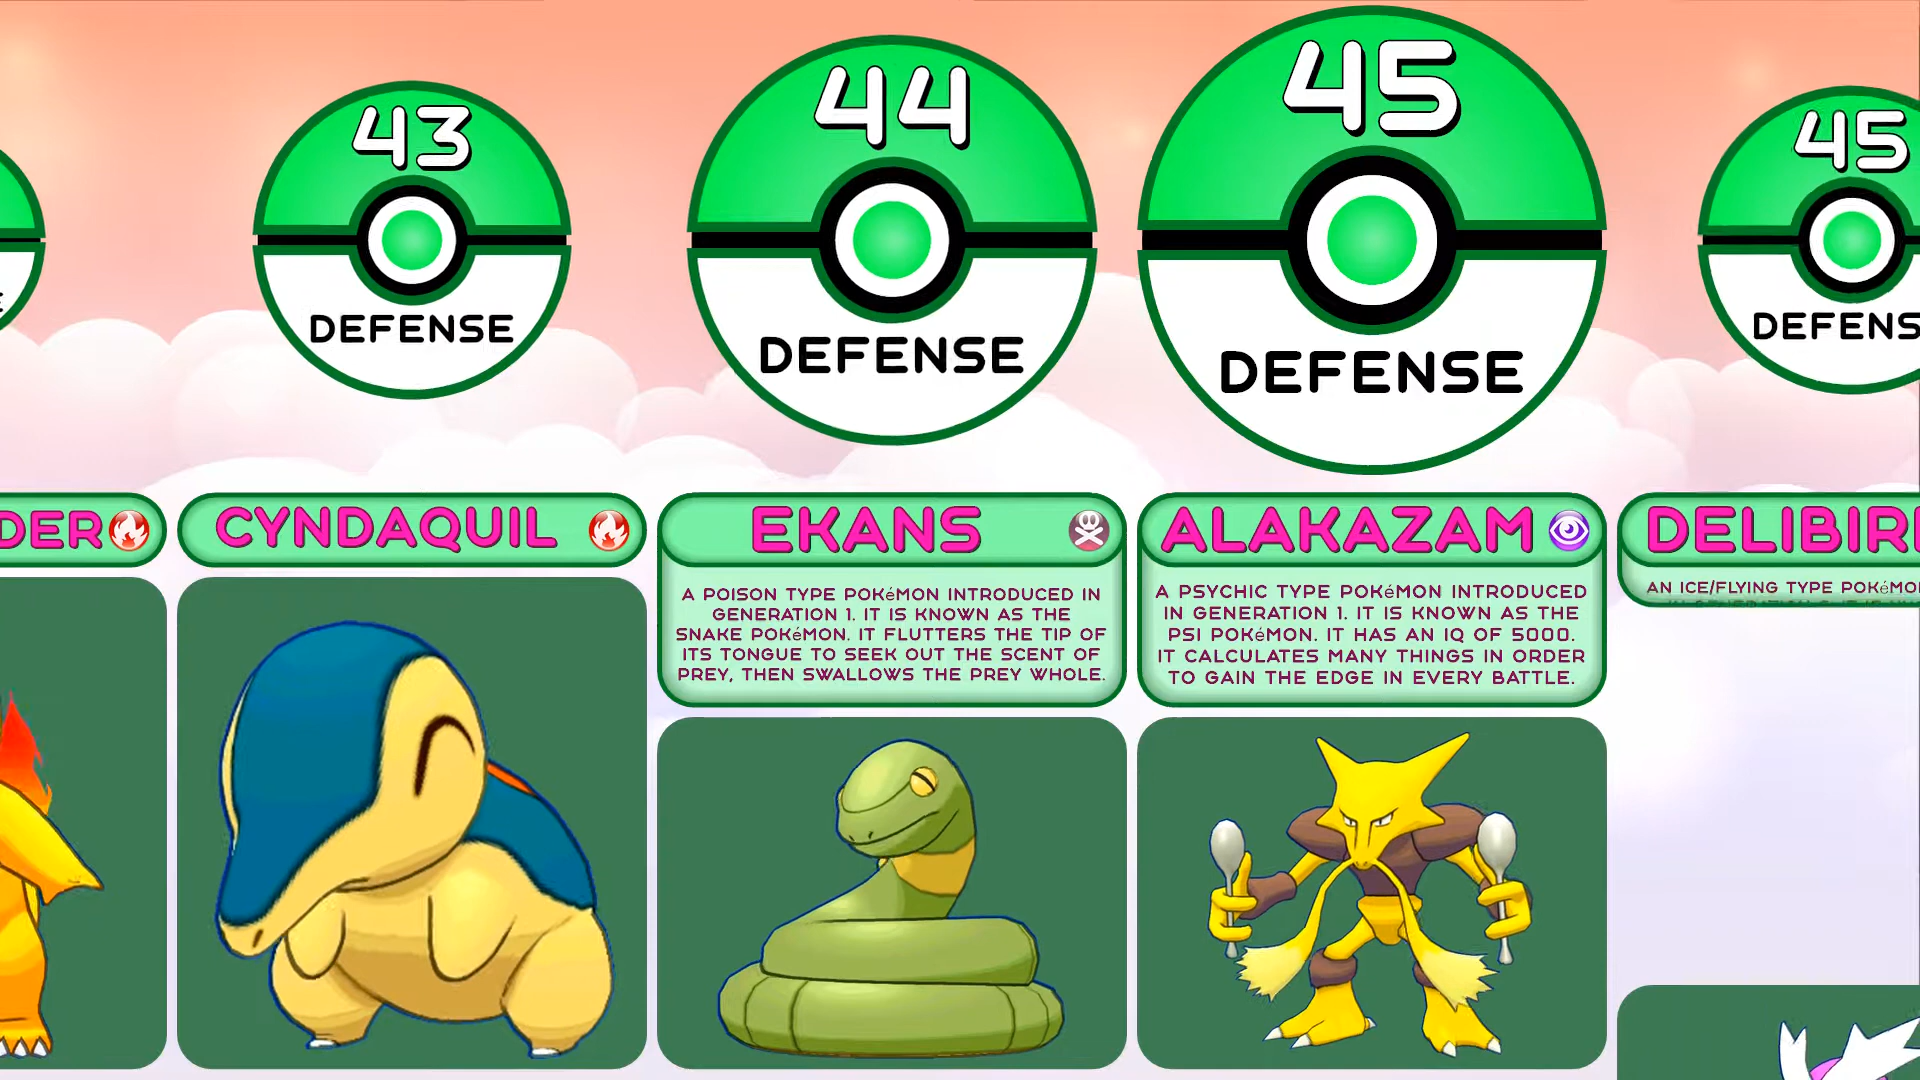 43
DEFENSE
44
DEFENSE
45
DEFENSE
45
DEFENS
DER
CYNDAQUIL
EKANS
A POISON TYPE POKéMON INTRODUCED IN
GENERATION 1. IT IS KNOWN AS THE
SNAKE POKéMON. IT FLUTTERS THE TIP OF
ITS TONGUE TO SEEK OUT THE SCENT OF
PREY, THEN SWALLOWS THE PREY WHOLE.
ALAKAZAM
A PSYCHIC TYPE POKéMON INTRODUCED
IN GENERATION 1. IT IS KNOWN AS THE
PSI POKéMON. IT HAS AN IQ OF 5000.
IT CALCULATES MANY THINGS IN ORDER
TO GAIN THE EDGE IN EVERY BATTLE.
DELIBIR
AN ICE/FLYING TYPE POKéMO